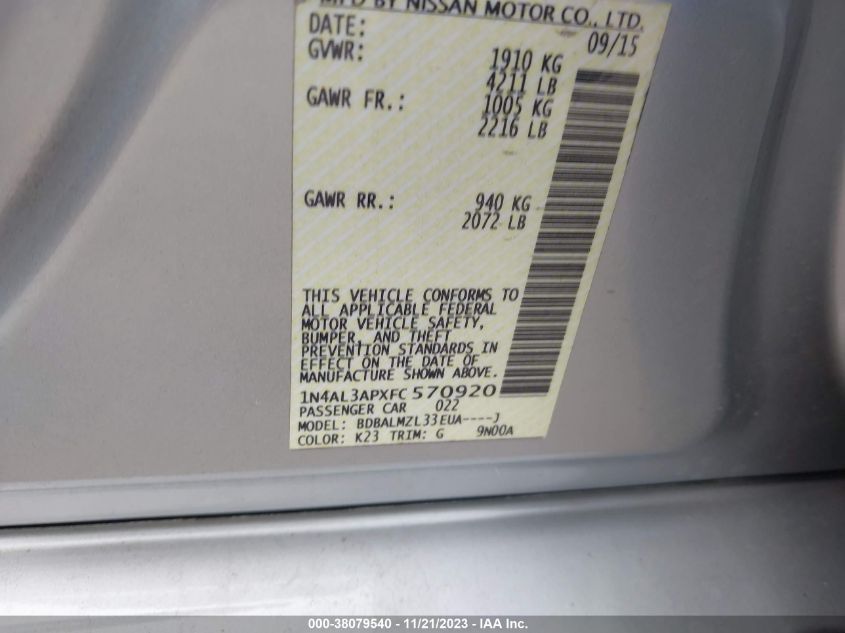 MFD BY NISSAN MOTOR CO., LTD.
DATE: 09/15
GVWR: 1910 KG
4211 LB
GAWR FR.: 1005 KG
2216 LB
GAWR RR.: 940 KG
2072 LB
THIS VEHICLE CONFORMS TO
ALL APPLICABLE FEDERAL
MOTOR VEHICLE SAFETY,
BUMPER, AND THEFT
PREVENTION STANDARDS IN
EFFECT ON THE DATE OF
MANUFACTURE SHOWN ABOVE.
1N4AL3APXFC570920
PASSENGER CAR 022
MODEL: BDBALMZL33EUA----J
COLOR: K23 TRIM: G 9N00A
000-38079540 - 11/21/2023 - IAA Inc.